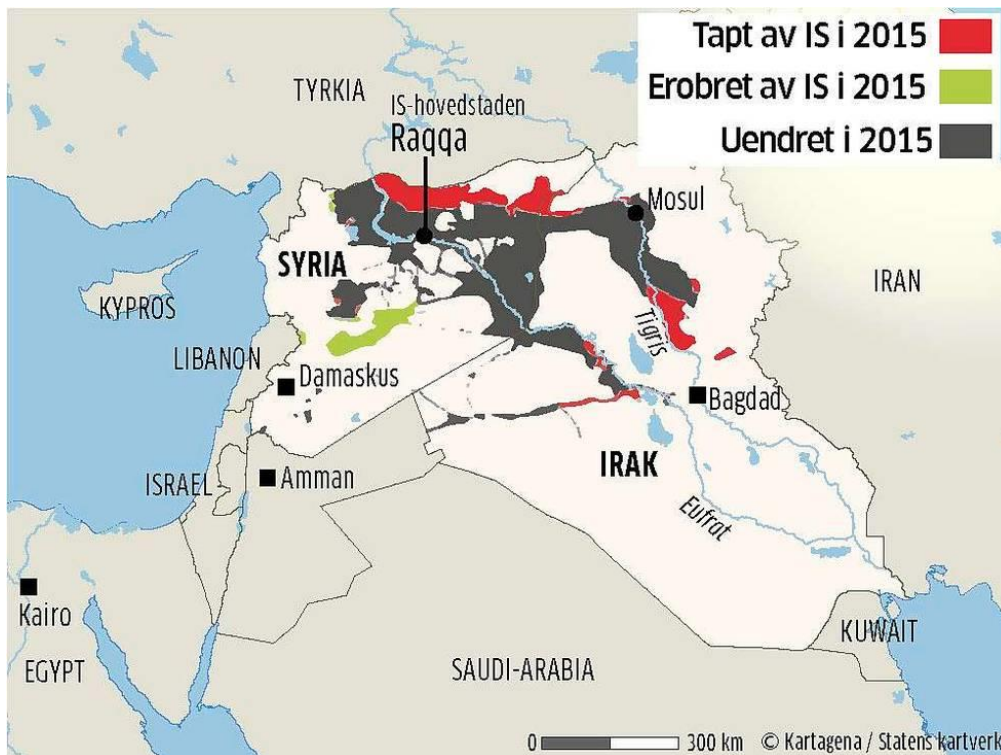 Tapt av IS i 2015
Erobret av IS i 2015
Uendret i 2015
TYRKIA
IS-hovedstaden
Raqqa
Mosul
SYRIA
IRAN
KYPROS
Tigris
LIBANON
Damaskus
Bagdad
IRAK
ISRAEL
Amman
Eufrat
Kairo
KUWAIT
EGYPT
SAUDI-ARABIA
0 300 km © Kartagena / Statens kartverk